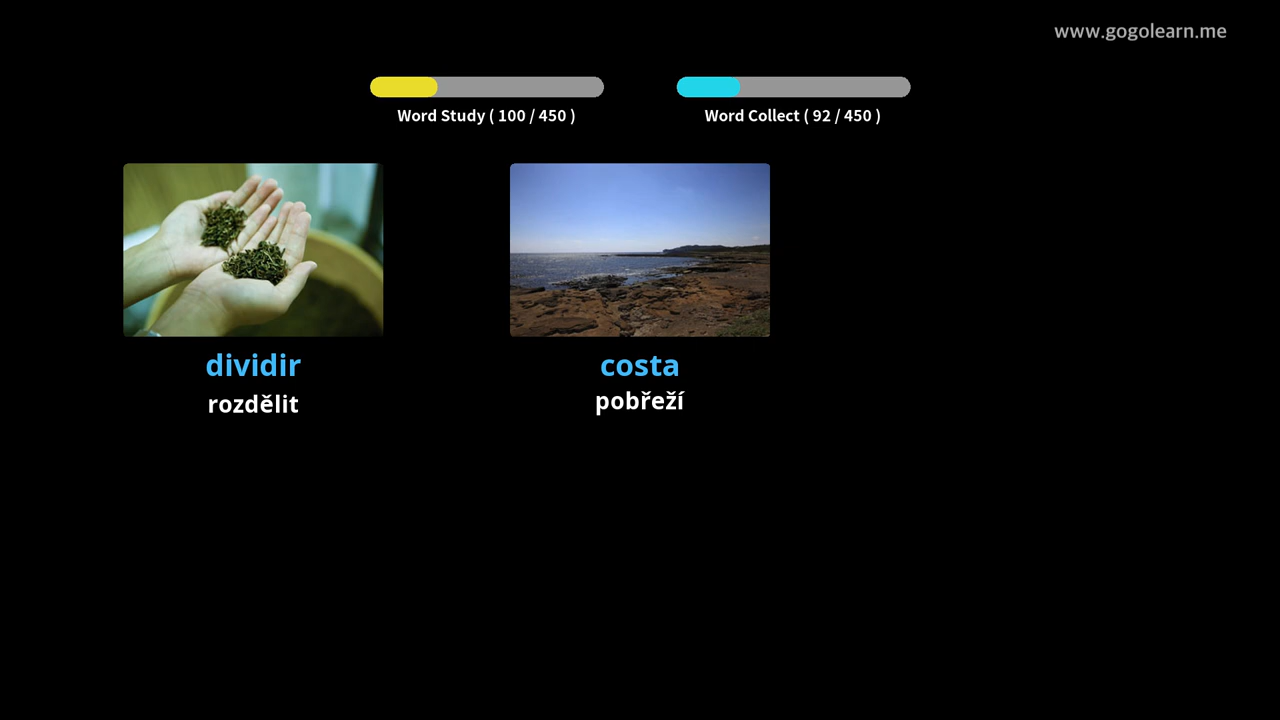 www.gogolearn.me
Word Study ( 100 / 450 )
Word Collect ( 92 / 450 )
dividir
rozdělit
costa
pobřeží